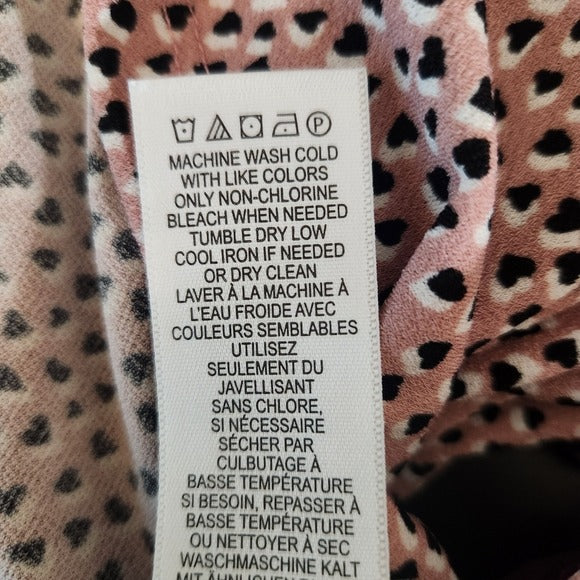 MACHINE WASH COLD
WITH LIKE COLORS
ONLY NON-CHLORINE
BLEACH WHEN NEEDED
TUMBLE DRY LOW
COOL IRON IF NEEDED
OR DRY CLEAN
LAVER À LA MACHINE À
L'EAU FROIDE AVEC
COULEURS SEMBLABLES
UTILISEZ
SEULEMENT DU
JAVELLISANT
SANS CHLORE,
SI NÉCESSAIRE
SÉCHER PAR
CULBUTAGE À
BASSE TEMPÉRATURE
SI BESOIN, REPASSER À
BASSE TEMPÉRATURE
OU NETTOYER À SEC
WASCHMASCHINE KALT
MIT ÄHNLICHEN